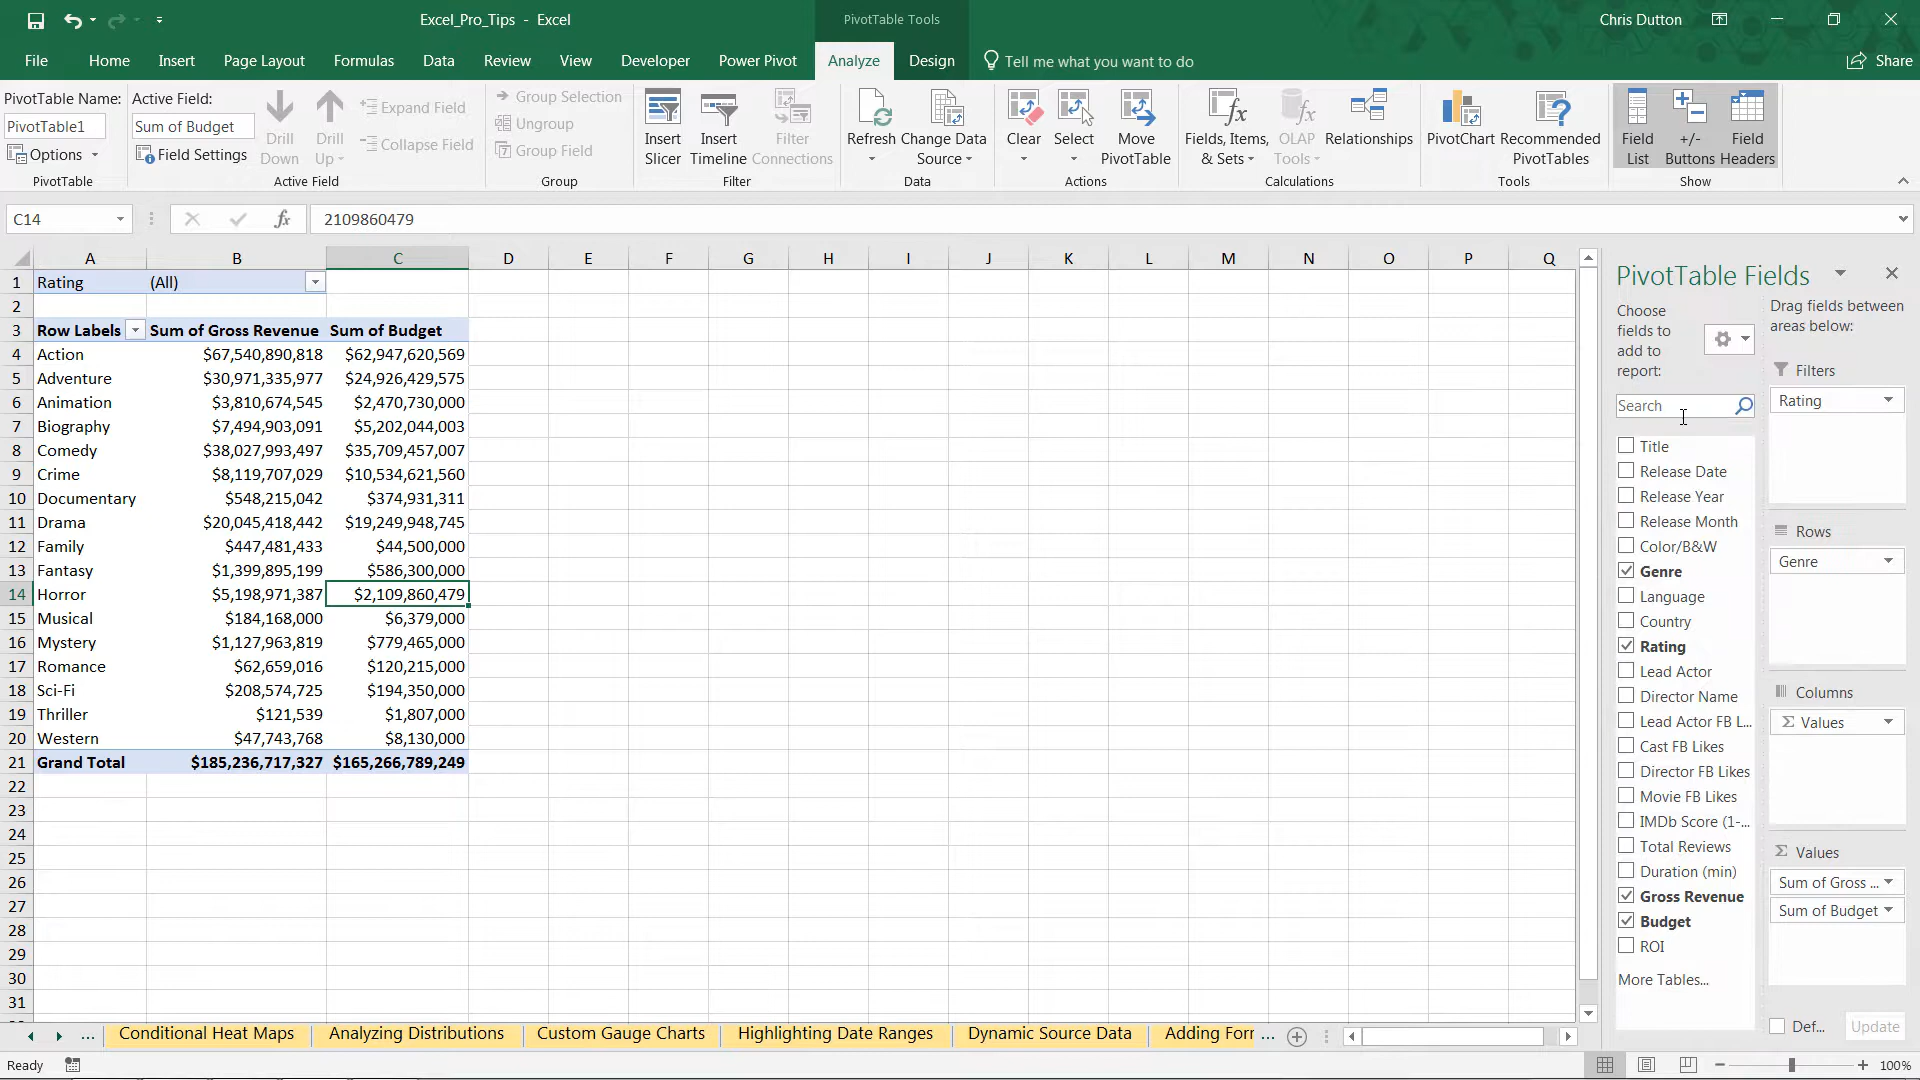 Excel_Pro_Tips - Excel
PivotTable Tools
Chris Dutton
File Home Insert Page Layout Formulas Data Review View Developer Power Pivot Analyze Design Tell me what you want to do Share
PivotTable Name:
PivotTable1
Options
PivotTable
Active Field:
Sum of Budget
Field Settings
Drill Down
Drill Up
Expand Field
Collapse Field
Active Field
Group Selection
Ungroup
Group Field
Group
Insert Slicer
Insert Timeline
Filter Connections
Filter
Refresh
Change Data Source
Data
Clear
Select
Move PivotTable
Actions
Fields, Items, & Sets
OLAP Tools
Relationships
Calculations
PivotChart
Recommended PivotTables
Tools
Field List
+/- Buttons
Field Headers
Show
C14 fx 2109860479
A B C D E F G H I J K L M N O P Q
1 Rating (All)
2
3 Row Labels Sum of Gross Revenue Sum of Budget
4 Action $67,540,890,818 $62,947,620,569
5 Adventure $30,971,335,977 $24,926,429,575
6 Animation $3,810,674,545 $2,470,730,000
7 Biography $7,494,903,091 $5,202,044,003
8 Comedy $38,027,993,497 $35,709,457,007
9 Crime $8,119,707,029 $10,534,621,560
10 Documentary $548,215,042 $374,931,311
11 Drama $20,045,418,442 $19,249,948,745
12 Family $447,481,433 $44,500,000
13 Fantasy $1,399,895,199 $586,300,000
14 Horror $5,198,971,387 $2,109,860,479
15 Musical $184,168,000 $6,379,000
16 Mystery $1,127,963,819 $779,465,000
17 Romance $62,659,016 $120,215,000
18 Sci-Fi $208,574,725 $194,350,000
19 Thriller $121,539 $1,807,000
20 Western $47,743,768 $8,130,000
21 Grand Total $185,236,717,327 $165,266,789,249
22
23
24
25
26
27
28
29
30
31
PivotTable Fields
Choose fields to add to report:
Search
Title
Release Date
Release Year
Release Month
Color/B&W
Genre
Language
Country
Rating
Lead Actor
Director Name
Lead Actor FB L...
Cast FB Likes
Director FB Likes
Movie FB Likes
IMDb Score (1-...
Total Reviews
Duration (min)
Gross Revenue
Budget
ROI
More Tables...
Drag fields between areas below:
Filters
Rating
Rows
Genre
Columns
Σ Values
Σ Values
Sum of Gross ...
Sum of Budget
Def...
Update
... Conditional Heat Maps Analyzing Distributions Custom Gauge Charts Highlighting Date Ranges Dynamic Source Data Adding Forr ...
Ready
100%